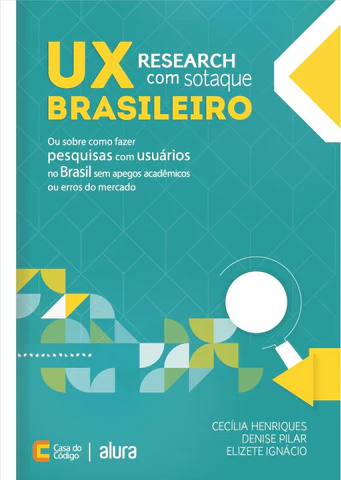 UX RESEARCH
com sotaque
BRASILEIRO
Ou sobre como fazer
pesquisas com usuários
no Brasil sem apegos acadêmicos
ou erros do mercado
CECÍLIA HENRIQUES
DENISE PILAR
ELIZETE IGNÁCIO
Casa do
Código
alura